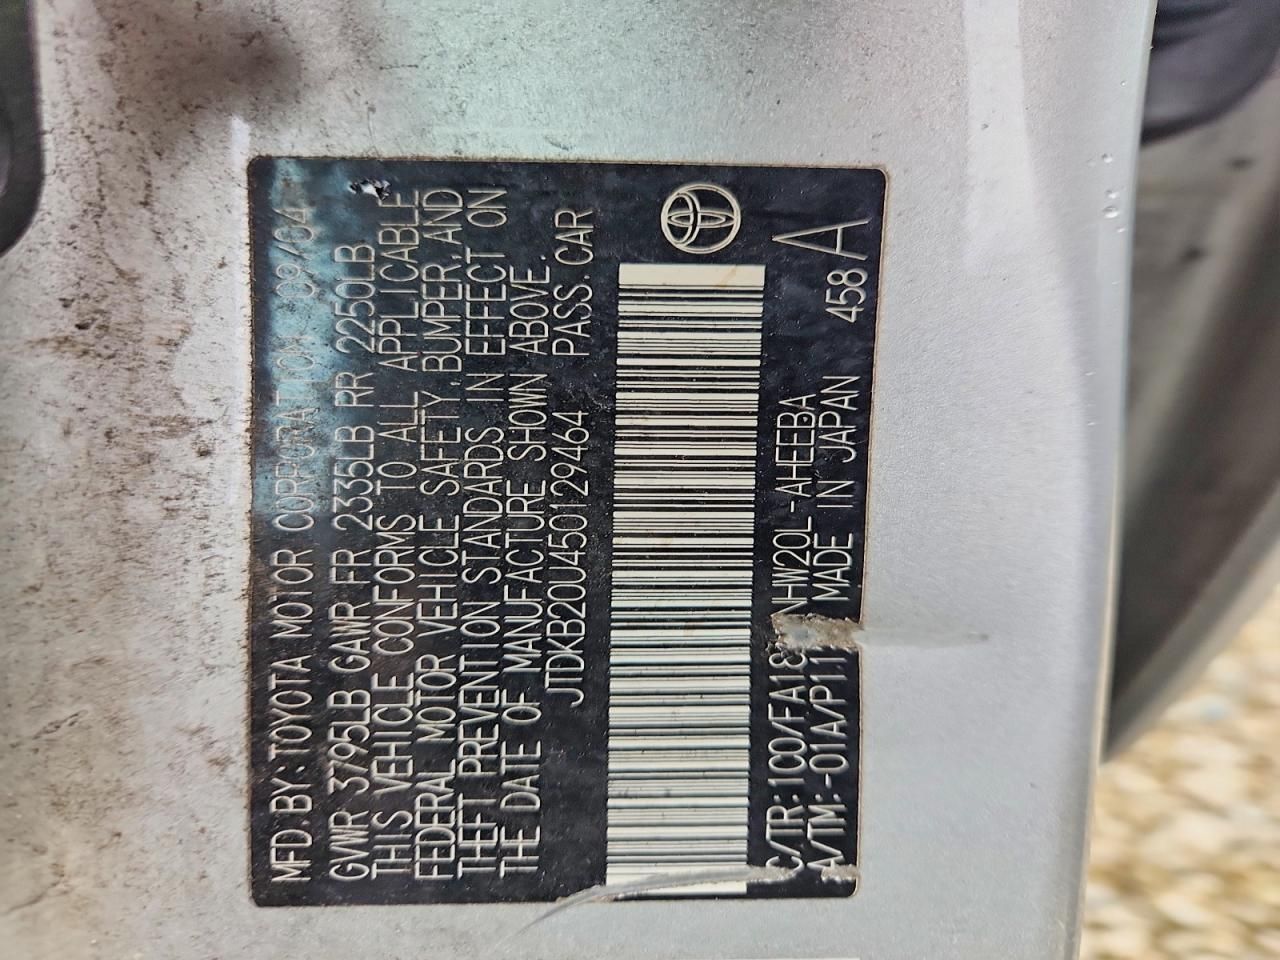 MFD.BY:TOYOTA MOTOR CORPORATION 09/04
GVWR 3795LB GAWR FR 2335LB RR 2250LB
THIS VEHICLE CONFORMS TO ALL APPLICABLE
FEDERAL MOTOR VEHICLE SAFETY,BUMPER,AND
THEFT PREVENTION STANDARDS IN EFFECT ON
THE DATE OF MANUFACTURE SHOWN ABOVE.
JTDKB20U450129464 PASS.CAR
C/TR:100/FA18 NHW20L-AHEEBA
A/TM:-01A/P11 MADE IN JAPAN 458 A